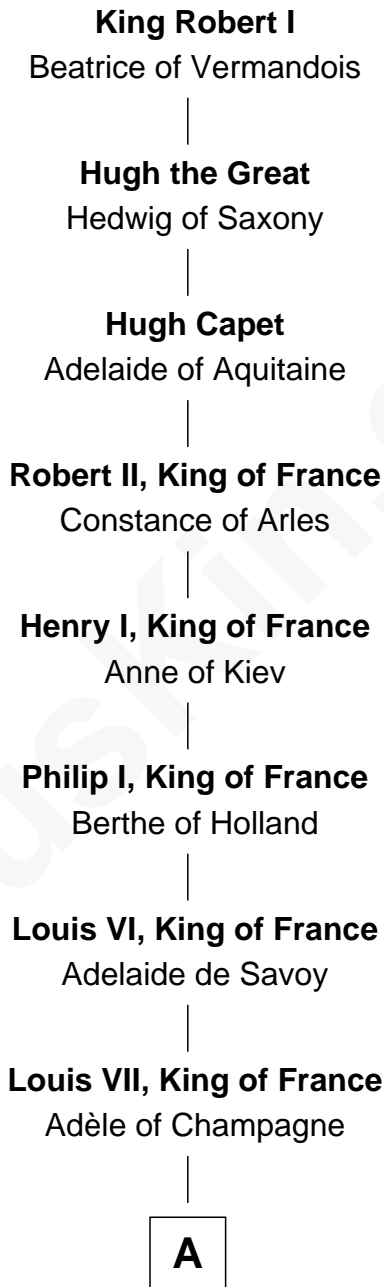 King Robert I
Beatrice of Vermandois
Hugh the Great
Hedwig of Saxony
Hugh Capet
Adelaide of Aquitaine
Robert II, King of France
Constance of Arles
Henry I, King of France
Anne of Kiev
Philip I, King of France
Berthe of Holland
Louis VI, King of France
Adelaide de Savoy
Louis VII, King of France
Adèle of Champagne
A